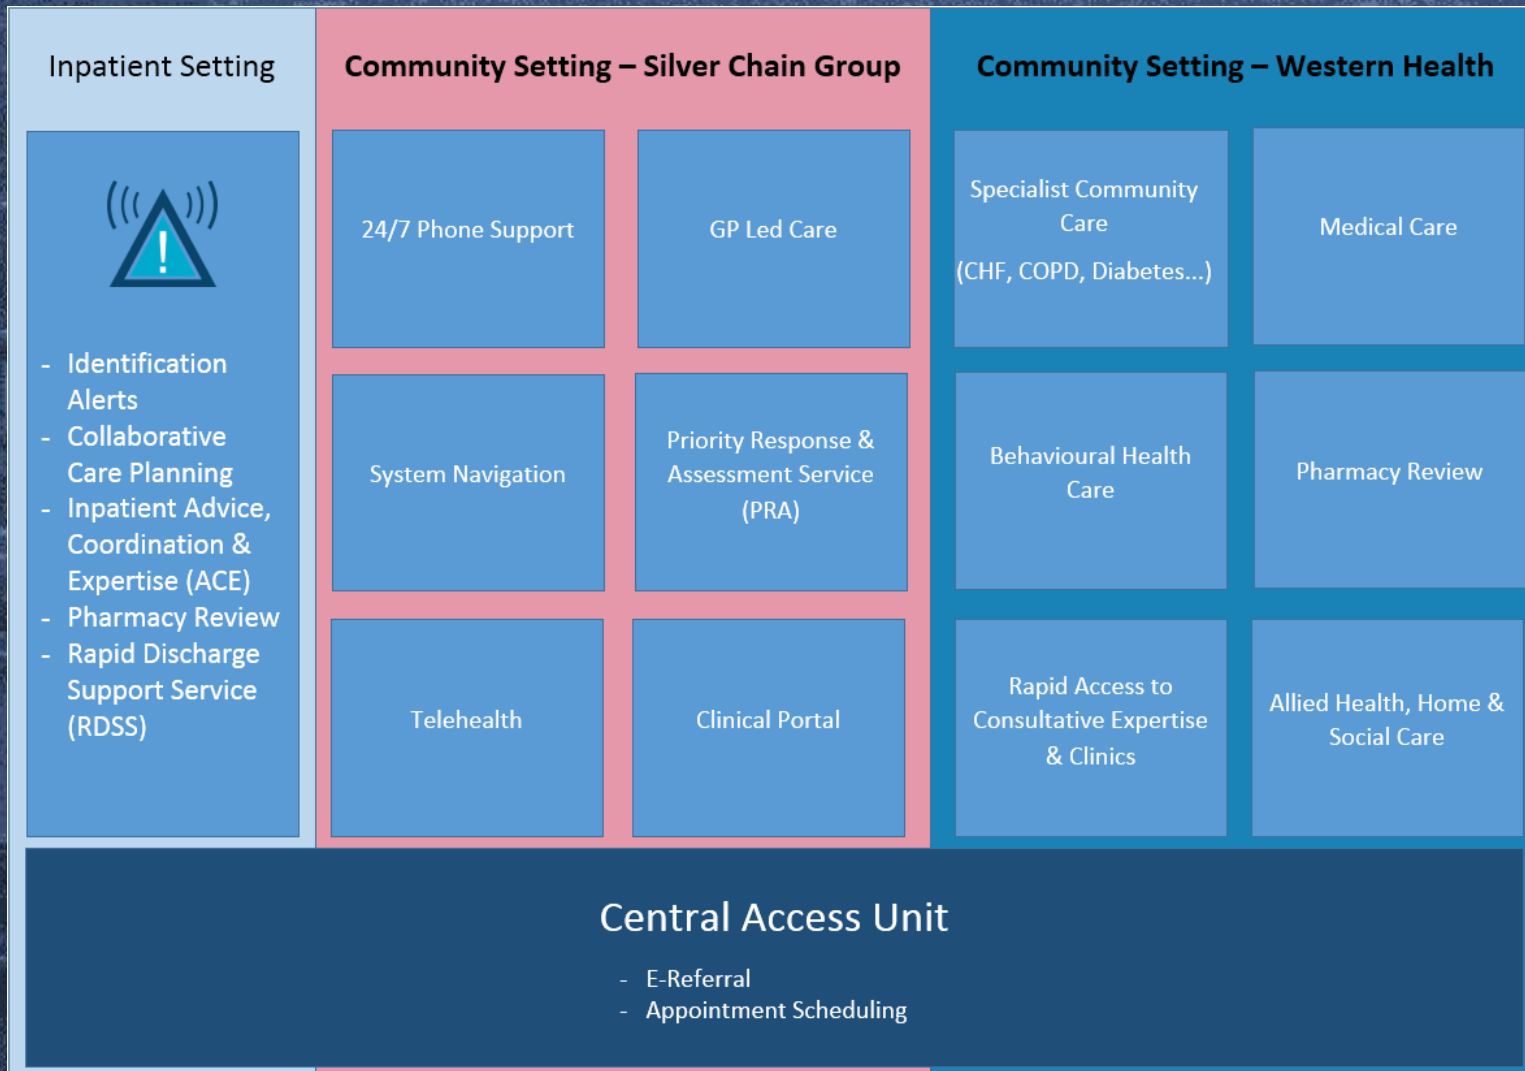 Inpatient Setting
!
- Identification
Alerts
- Collaborative
Care Planning
- Inpatient Advice,
Coordination &
Expertise (ACE)
- Pharmacy Review
- Rapid Discharge
Support Service
(RDSS)
Community Setting – Silver Chain Group
24/7 Phone Support
GP Led Care
System Navigation
Priority Response &
Assessment Service
(PRA)
Telehealth
Clinical Portal
Community Setting – Western Health
Specialist Community
Care
(CHF, COPD, Diabetes...)
Medical Care
Behavioural Health
Care
Pharmacy Review
Rapid Access to
Consultative Expertise
& Clinics
Allied Health, Home &
Social Care
Central Access Unit
- E-Referral
- Appointment Scheduling